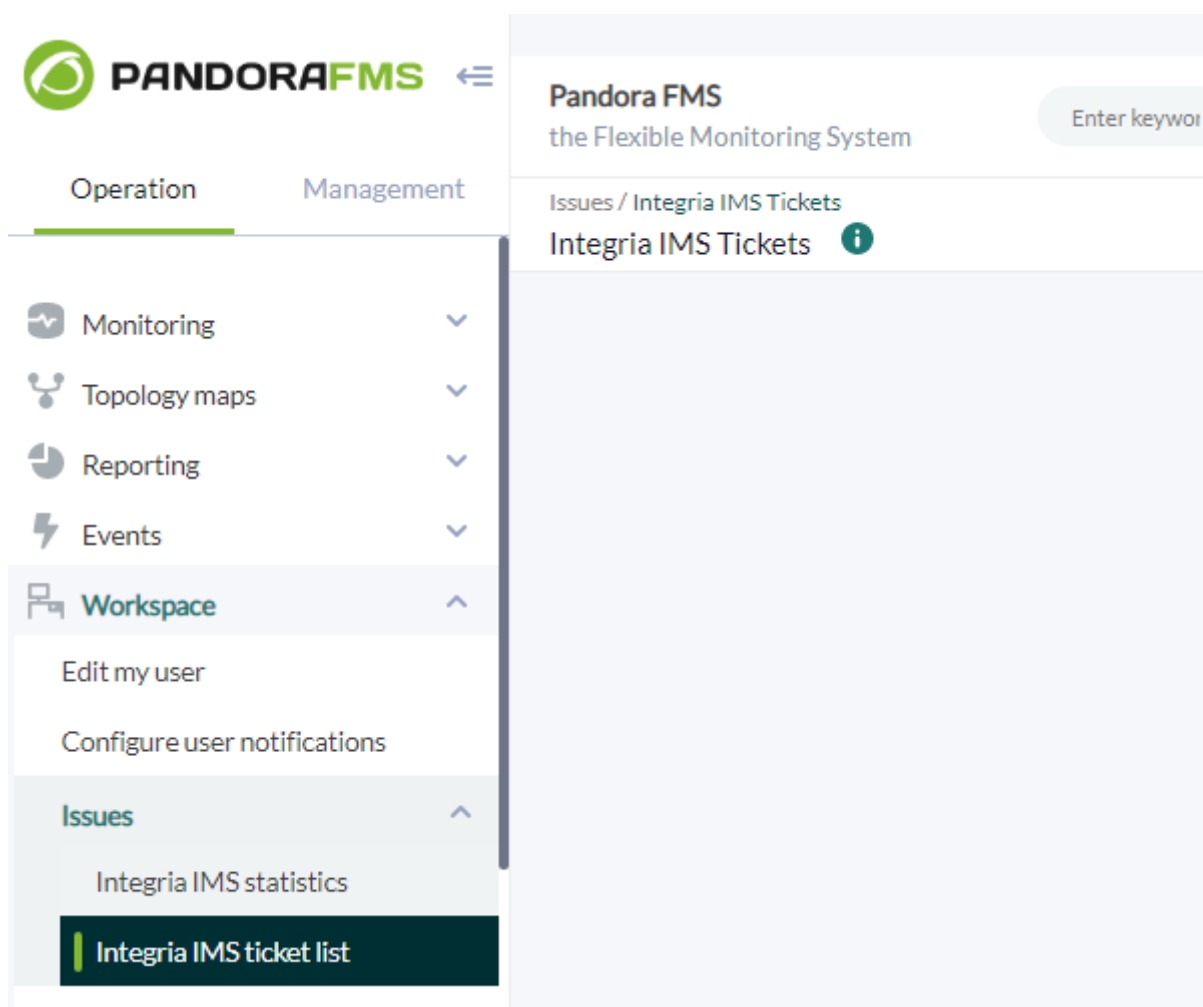 PANDORAFMS
Operation
Management
Monitoring
Topology maps
Reporting
Events
Workspace
Edit my user
Configure user notifications
Issues
Integria IMS statistics
Integria IMS ticket list
Pandora FMS
the Flexible Monitoring System
Enter
Issues / Integria IMS Tickets
Integria IMS Tickets